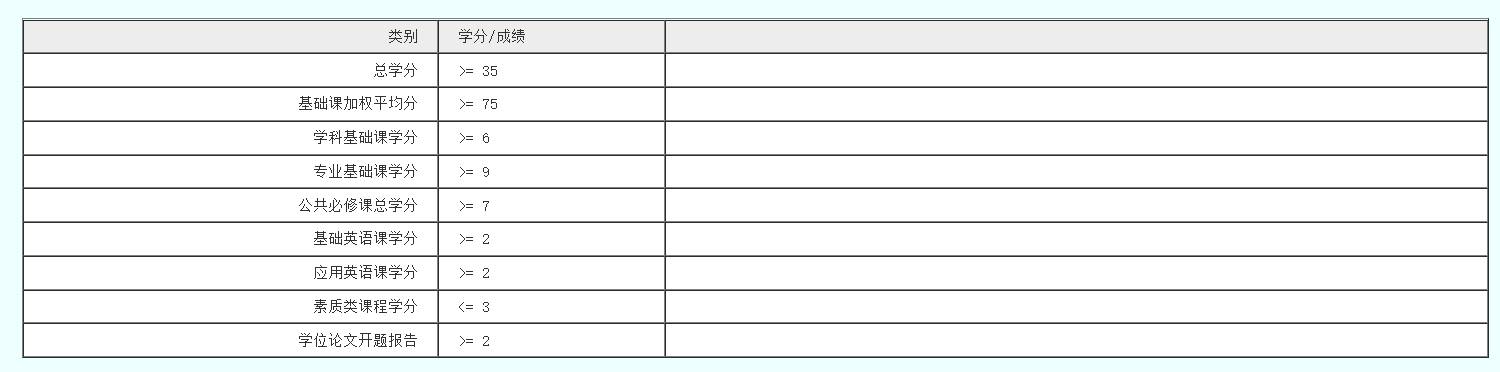 类别 学分/成绩
总学分 >= 35
基础课加权平均分 >= 75
学科基础课学分 >= 6
专业基础课学分 >= 9
公共必修课总学分 >= 7
基础英语课学分 >= 2
应用英语课学分 >= 2
素质类课程学分 <= 3
学位论文开题报告 >= 2